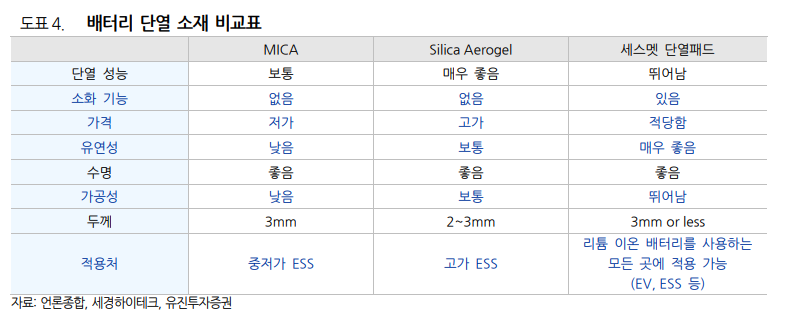 도표 4. 배터리 단열 소재 비교표
MICA Silica Aerogel 세스멧 단열패드
단열 성능 보통 매우 좋음 뛰어남
소화 기능 없음 없음 있음
가격 저가 고가 적당함
유연성 낮음 보통 매우 좋음
수명 좋음 좋음 좋음
가공성 낮음 보통 뛰어남
두께 3mm 2~3mm 3mm or less
적용처 중저가 ESS 고가 ESS 리튬 이온 배터리를 사용하는
모든 곳에 적용 가능
(EV, ESS 등)
자료: 언론종합, 세경하이테크, 유진투자증권